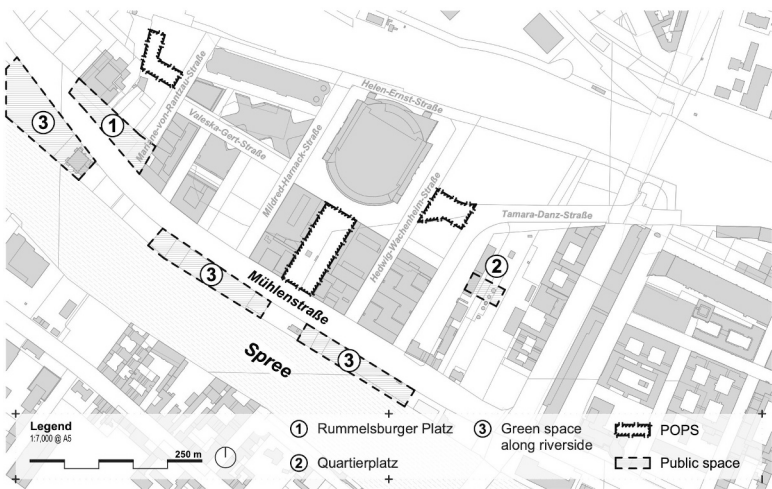 3
1
Marlene-von-Rantzau-Straße
Valeska-Gert-Straße
Helen-Ernst-Straße
Mildred-Harnack-Straße
Hedwig-Wachenheim-Straße
Tamara-Danz-Straße
2
3
Mühlenstraße
3
Spree
Legend
1:7,000 @ A5
250 m
1 Rummelsburger Platz
2 Quartierplatz
3 Green space
along riverside
POPS
Public space